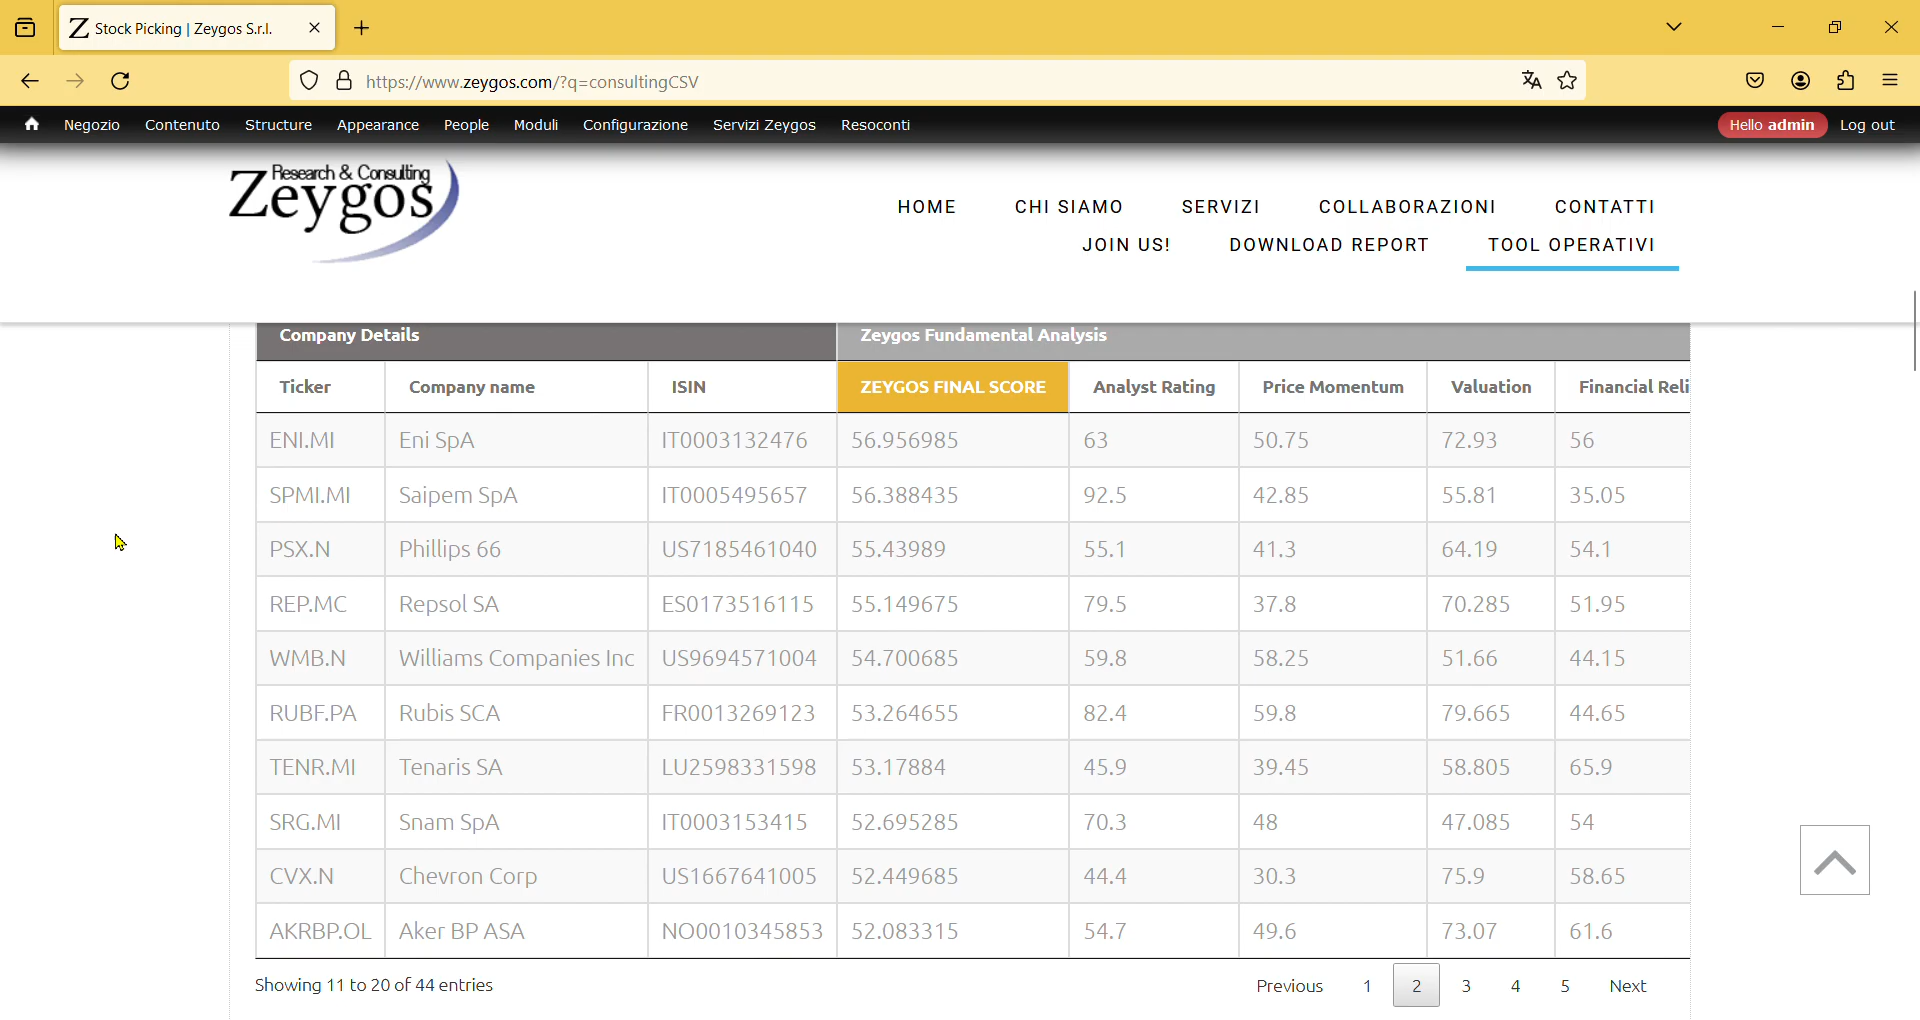 Stock Picking | Zeygos S.r.l.
https://www.zeygos.com/?q=consultingCSV
Negozio Contenuto Structure Appearance People Moduli Configurazione Servizi Zeygos Resoconti Hello admin Log out
Research & Consulting
Zeygos
HOME CHI SIAMO SERVIZI COLLABORAZIONI CONTATTI
JOIN US! DOWNLOAD REPORT TOOL OPERATIVI
Company Details Zeygos Fundamental Analysis
Ticker Company name ISIN ZEYGOS FINAL SCORE Analyst Rating Price Momentum Valuation Financial Reli
ENI.MI Eni SpA IT0003132476 56.956985 63 50.75 72.93 56
SPMI.MI Saipem SpA IT0005495657 56.388435 92.5 42.85 55.81 35.05
PSX.N Phillips 66 US7185461040 55.43989 55.1 41.3 64.19 54.1
REP.MC Repsol SA ES0173516115 55.149675 79.5 37.8 70.285 51.95
WMB.N Williams Companies Inc US9694571004 54.700685 59.8 58.25 51.66 44.15
RUBF.PA Rubis SCA FR0013269123 53.264655 82.4 59.8 79.665 44.65
TENR.MI Tenaris SA LU2598331598 53.17884 45.9 39.45 58.805 65.9
SRG.MI Snam SpA IT0003153415 52.695285 70.3 48 47.085 54
CVX.N Chevron Corp US1667641005 52.449685 44.4 30.3 75.9 58.65
AKRBP.OL Aker BP ASA NO0010345853 52.083315 54.7 49.6 73.07 61.6
Showing 11 to 20 of 44 entries Previous 1 2 3 4 5 Next